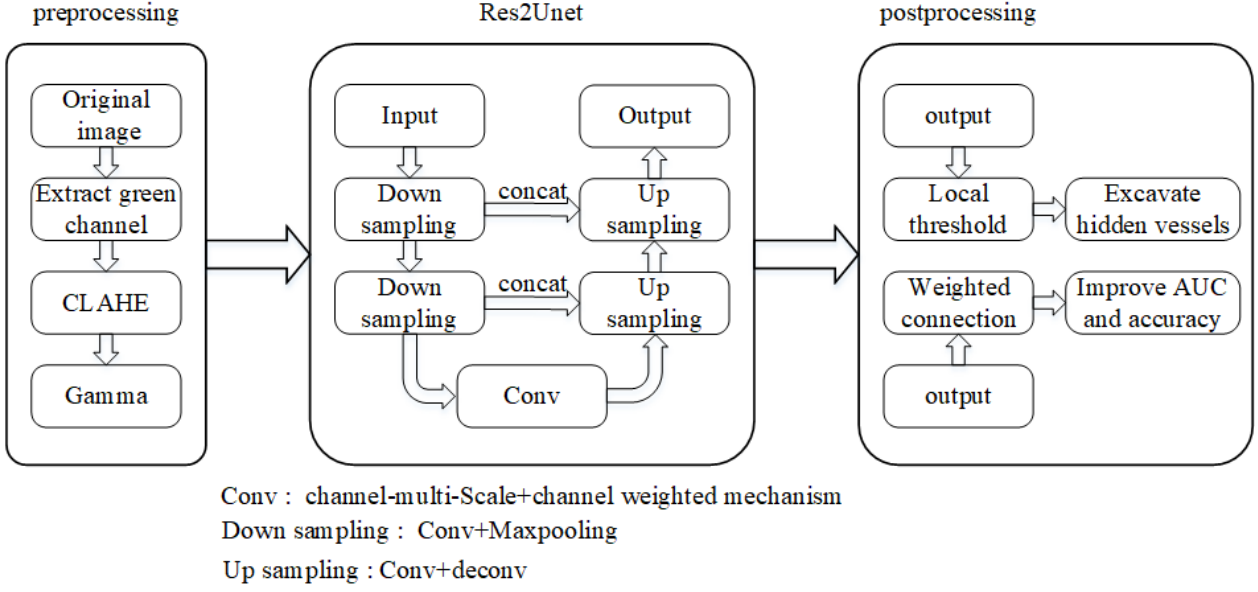 preprocessing
Original
image
Extract green
channel
CLAHE
Gamma
Res2Unet
Input
Output
Down
sampling
concat
Up
sampling
Down
sampling
concat
Up
sampling
Conv
postprocessing
output
Local
threshold
Excavate
hidden vessels
Weighted
connection
Improve AUC
and accuracy
output
Conv : channel-multi-Scale+channel weighted mechanism
Down sampling : Conv+Maxpooling
Up sampling : Conv+deconv